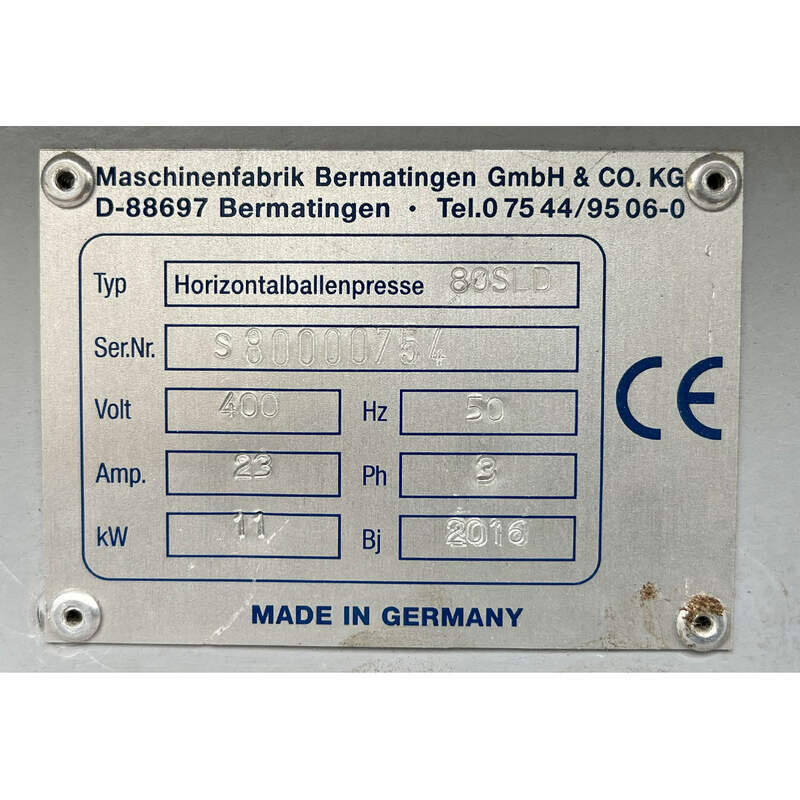 Maschinenfabrik Bermatingen GmbH & CO. KG
D-88697 Bermatingen · Tel.0 75 44/95 06-0
Typ Horizontalballenpresse 80SLD
Ser.Nr. S80000754
Volt 400 Hz 50
Amp. 23 Ph 3
kW 11 Bj 2016
CE
MADE IN GERMANY